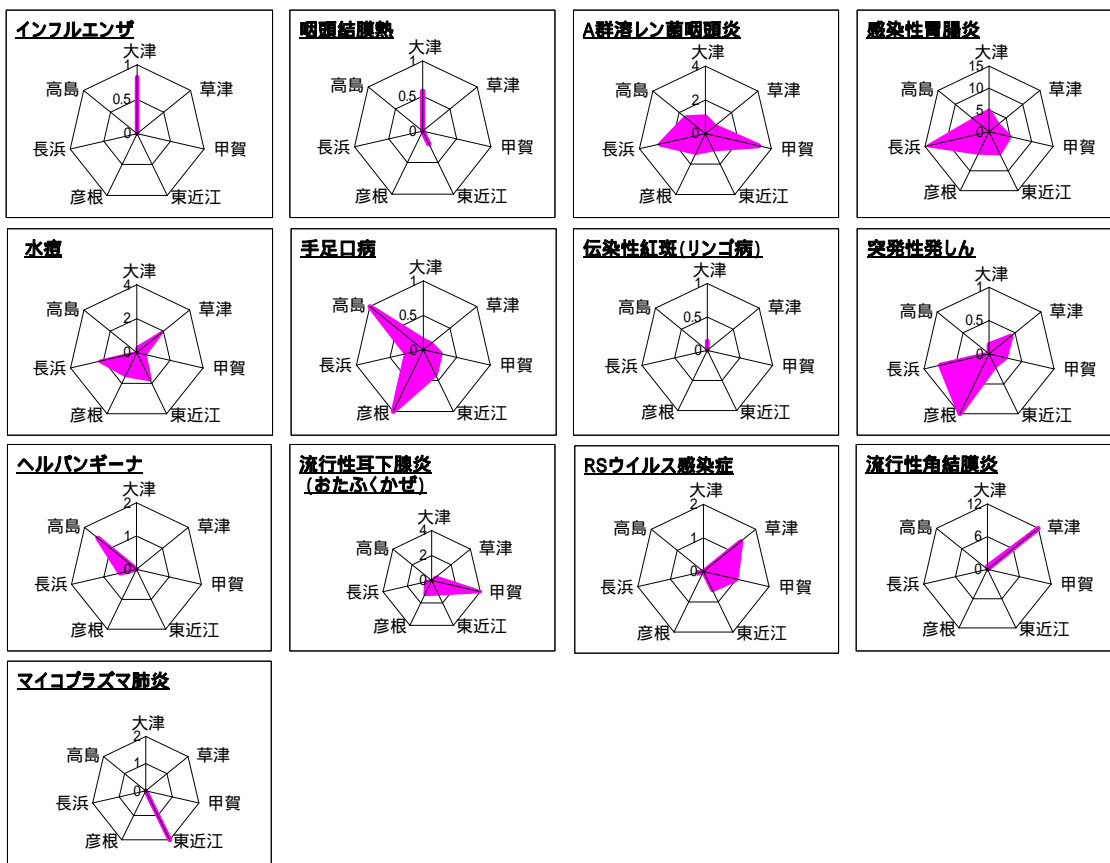 インフルエンザ
大津
1
0.5
0
草津
甲賀
東近江
彦根
長浜
高島
咽頭結膜熱
大津
1
0.5
0
草津
甲賀
東近江
彦根
長浜
高島
A群溶レン菌咽頭炎
大津
4
2
0
草津
甲賀
東近江
彦根
長浜
高島
感染性胃腸炎
大津
15
10
5
0
草津
甲賀
東近江
彦根
長浜
高島
水痘
大津
4
2
0
草津
甲賀
東近江
彦根
長浜
高島
手足口病
大津
1
0.5
0
草津
甲賀
東近江
彦根
長浜
高島
伝染性紅斑(リンゴ病)
大津
1
0.5
0
草津
甲賀
東近江
彦根
長浜
高島
突発性発しん
大津
1
0.5
0
草津
甲賀
東近江
彦根
長浜
高島
ヘルパンギーナ
大津
2
1
0
草津
甲賀
東近江
彦根
長浜
高島
流行性耳下腺炎
(おたふくかぜ)
大津
4
2
0
草津
甲賀
東近江
彦根
長浜
高島
RSウイルス感染症
大津
2
1
0
草津
甲賀
東近江
彦根
長浜
高島
流行性角結膜炎
大津
12
6
0
草津
甲賀
東近江
彦根
長浜
高島
マイコプラズマ肺炎
大津
2
1
0
草津
甲賀
東近江
彦根
長浜
高島